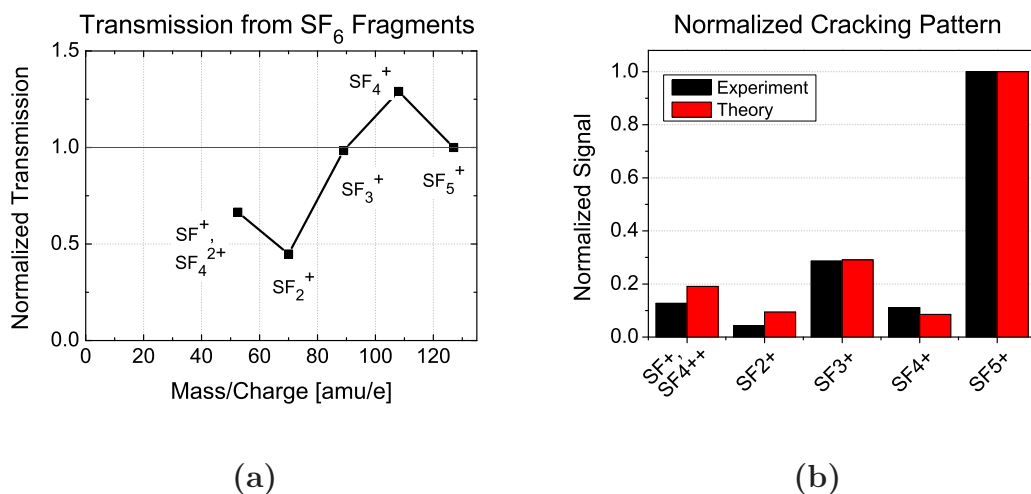 Transmission from SF₆ Fragments
Normalized Transmission
1.5
1.0
0.5
0.0
SF₄⁺
SF₃⁺
SF₅⁺
SF⁺,
SF₄²⁺
SF₂⁺
0 20 40 60 80 100 120
Mass/Charge [amu/e]
(a)
Normalized Cracking Pattern
Normalized Signal
1.0
0.8
0.6
0.4
0.2
0.0
Experiment
Theory
SF+,
SF4++
SF2+
SF3+
SF4+
SF5+
(b)